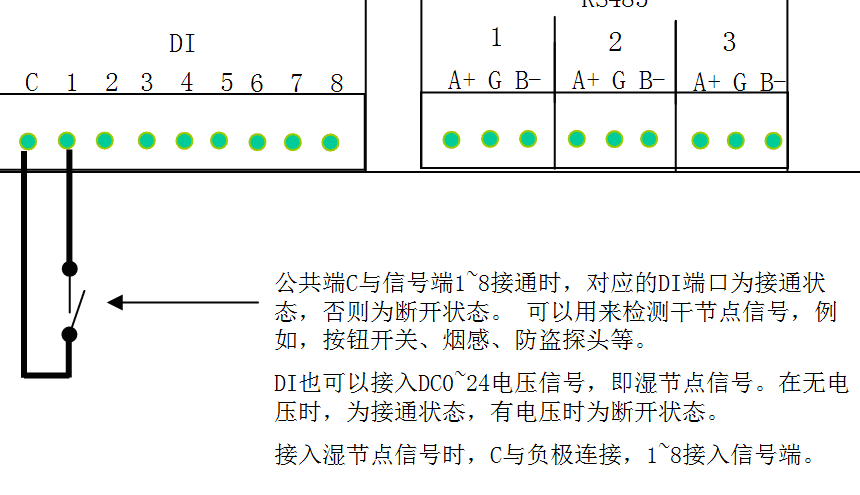 RS485
DI
1
2
3
C 1 2 3 4 5 6 7 8
A+ G B-
A+ G B-
A+ G B-
公共端C与信号端1~8接通时，对应的DI端口为接通状
态，否则为断开状态。 可以用来检测干节点信号，例
如，按钮开关、烟感、防盗探头等。
DI也可以接入DC0~24电压信号，即湿节点信号。在无电
压时，为接通状态，有电压时为断开状态。
接入湿节点信号时，C与负极连接，1~8接入信号端。